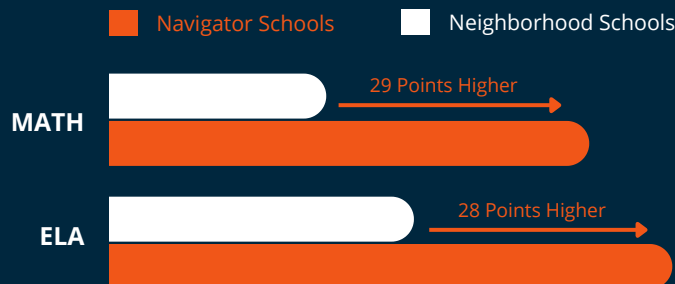 Navigator Schools
Neighborhood Schools
MATH
29 Points Higher
ELA
28 Points Higher